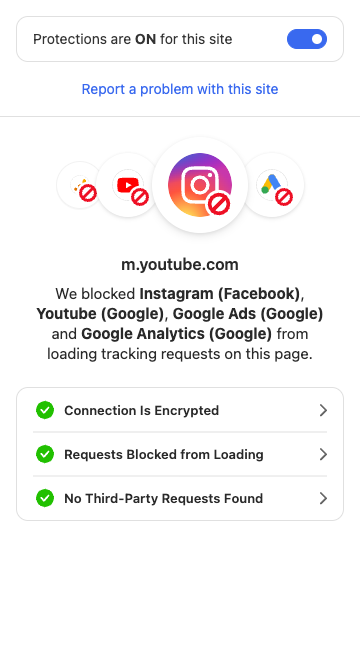 Protections are ON for this site
Report a problem with this site
m.youtube.com
We blocked Instagram (Facebook),
Youtube (Google), Google Ads (Google)
and Google Analytics (Google) from
loading tracking requests on this page.
Connection Is Encrypted
Requests Blocked from Loading
No Third-Party Requests Found